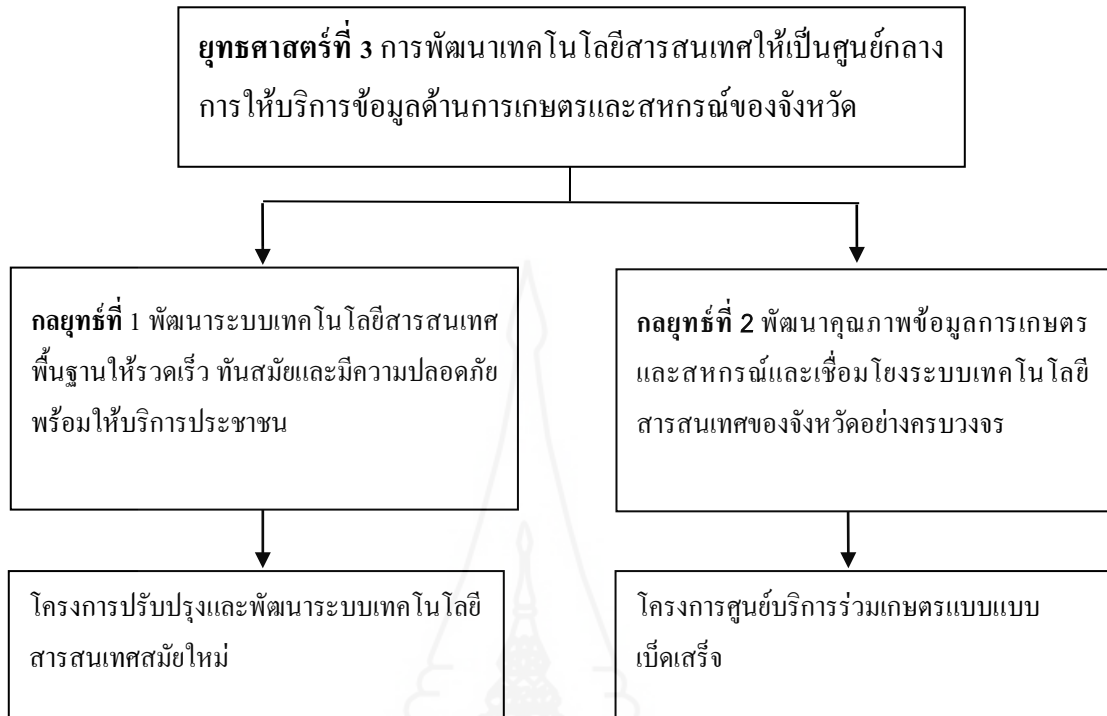 ยุทธศาสตร์ที่ 3 การพัฒนาเทคโนโลยีสารสนเทศให้เป็นศูนย์กลาง
การให้บริการข้อมูลด้านการเกษตรและสหกรณ์ของจังหวัด
กลยุทธ์ที่ 1 พัฒนาระบบเทคโนโลยีสารสนเทศ
พื้นฐานให้รวดเร็ว ทันสมัยและมีความปลอดภัย
พร้อมให้บริการประชาชน
กลยุทธ์ที่ 2 พัฒนาคุณภาพข้อมูลการเกษตร
และสหกรณ์และเชื่อมโยงระบบเทคโนโลยี
สารสนเทศของจังหวัดอย่างครบวงจร
โครงการปรับปรุงและพัฒนาระบบเทคโนโลยี
สารสนเทศสมัยใหม่
โครงการศูนย์บริการร่วมเกษตรแบบแบบ
เบ็ดเสร็จ